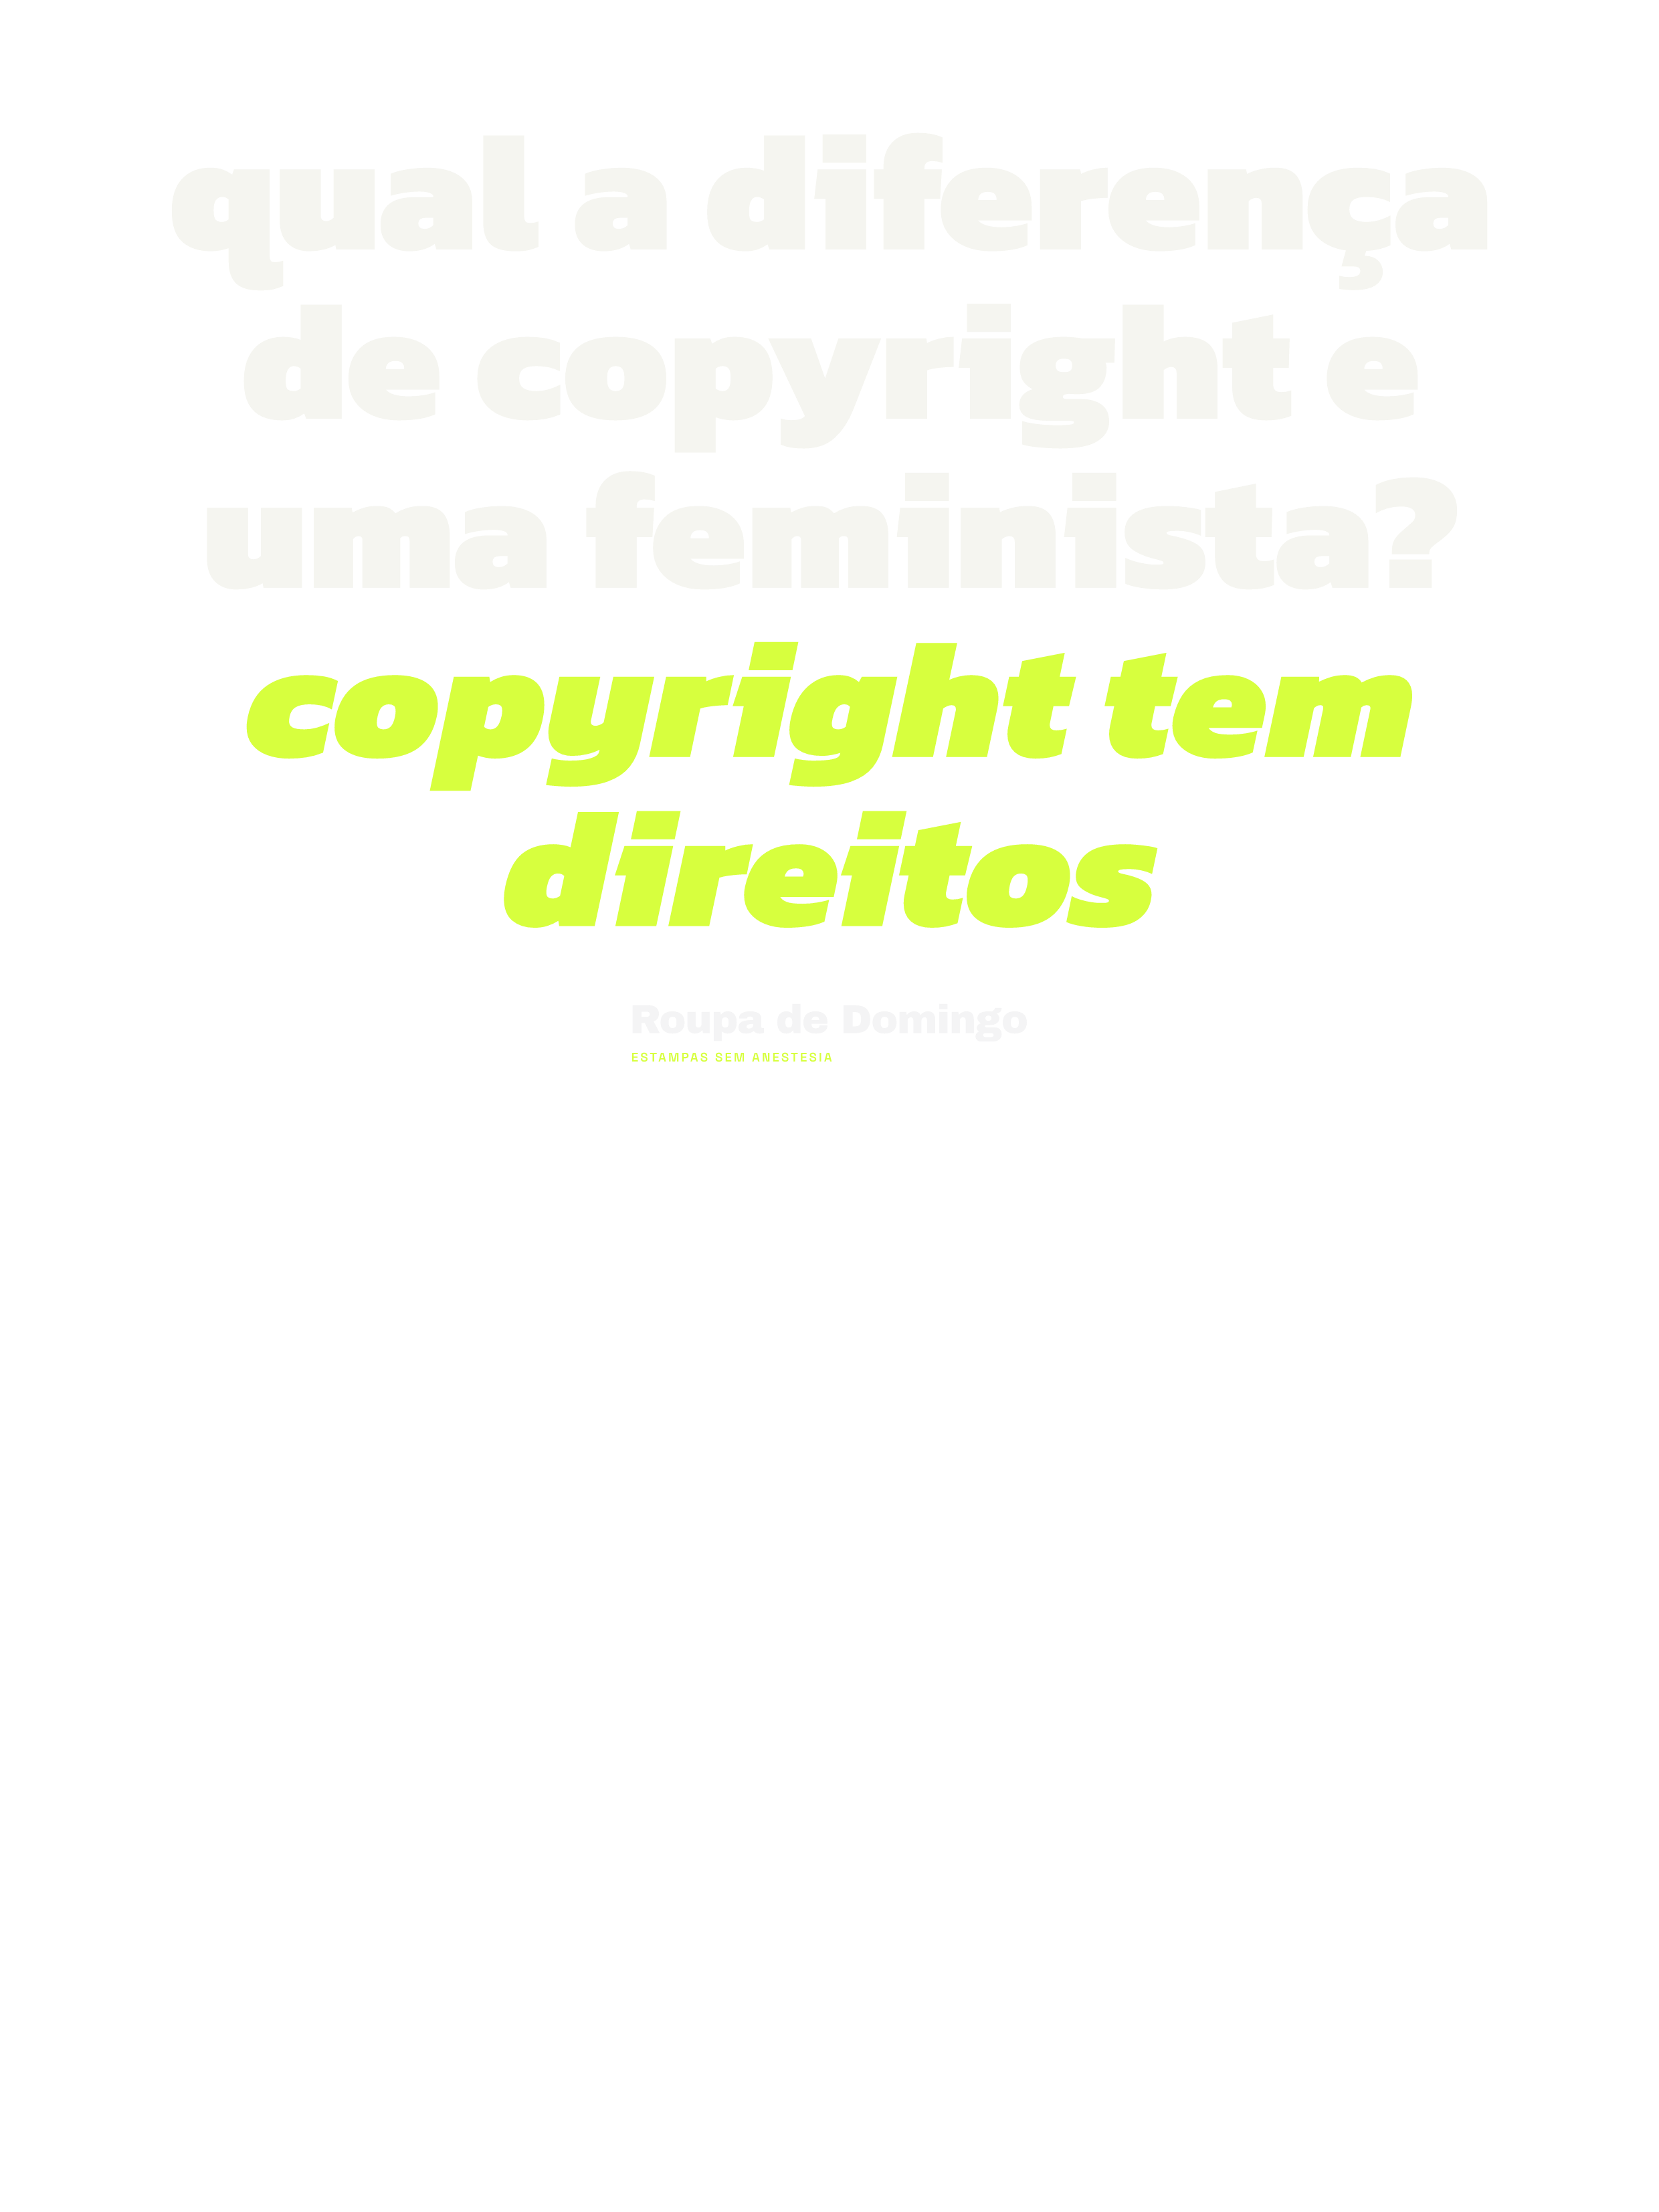 qual a diferença
de copyright e
uma feminista?
copyright tem
direitos
Roupa de Domingo
ESTAMPAS SEM ANESTESIA